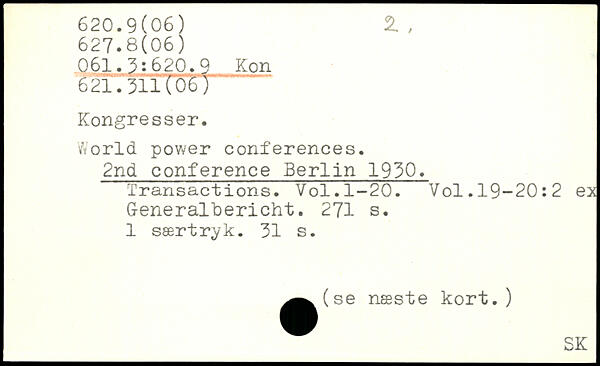 620.9(06) 2,
627.8(06)
061.3:620.9 Kon
621.311(06)
Kongresser.
World power conferences.
2nd conference Berlin 1930.
Transactions. Vol.1-20. Vol.19-20:2 ex
Generalbericht. 271 s.
1 særtryk. 31 s.
(se næste kort.)
SK